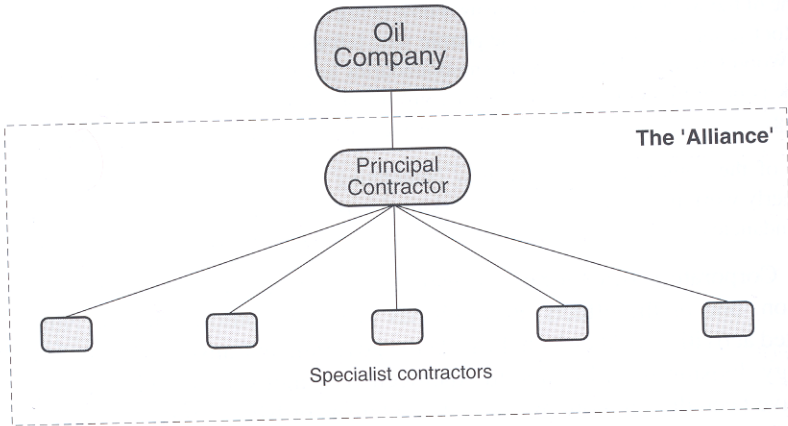 Oil
Company
The 'Alliance'
Principal
Contractor
Specialist contractors